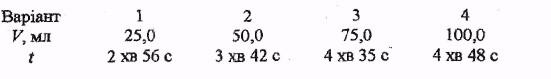 Варіант 1 2 3 4
V, мл 25,0 50,0 75,0 100,0
t 2 хв 56 с 3 хв 42 с 4 хв 35 с 4 хв 48 с